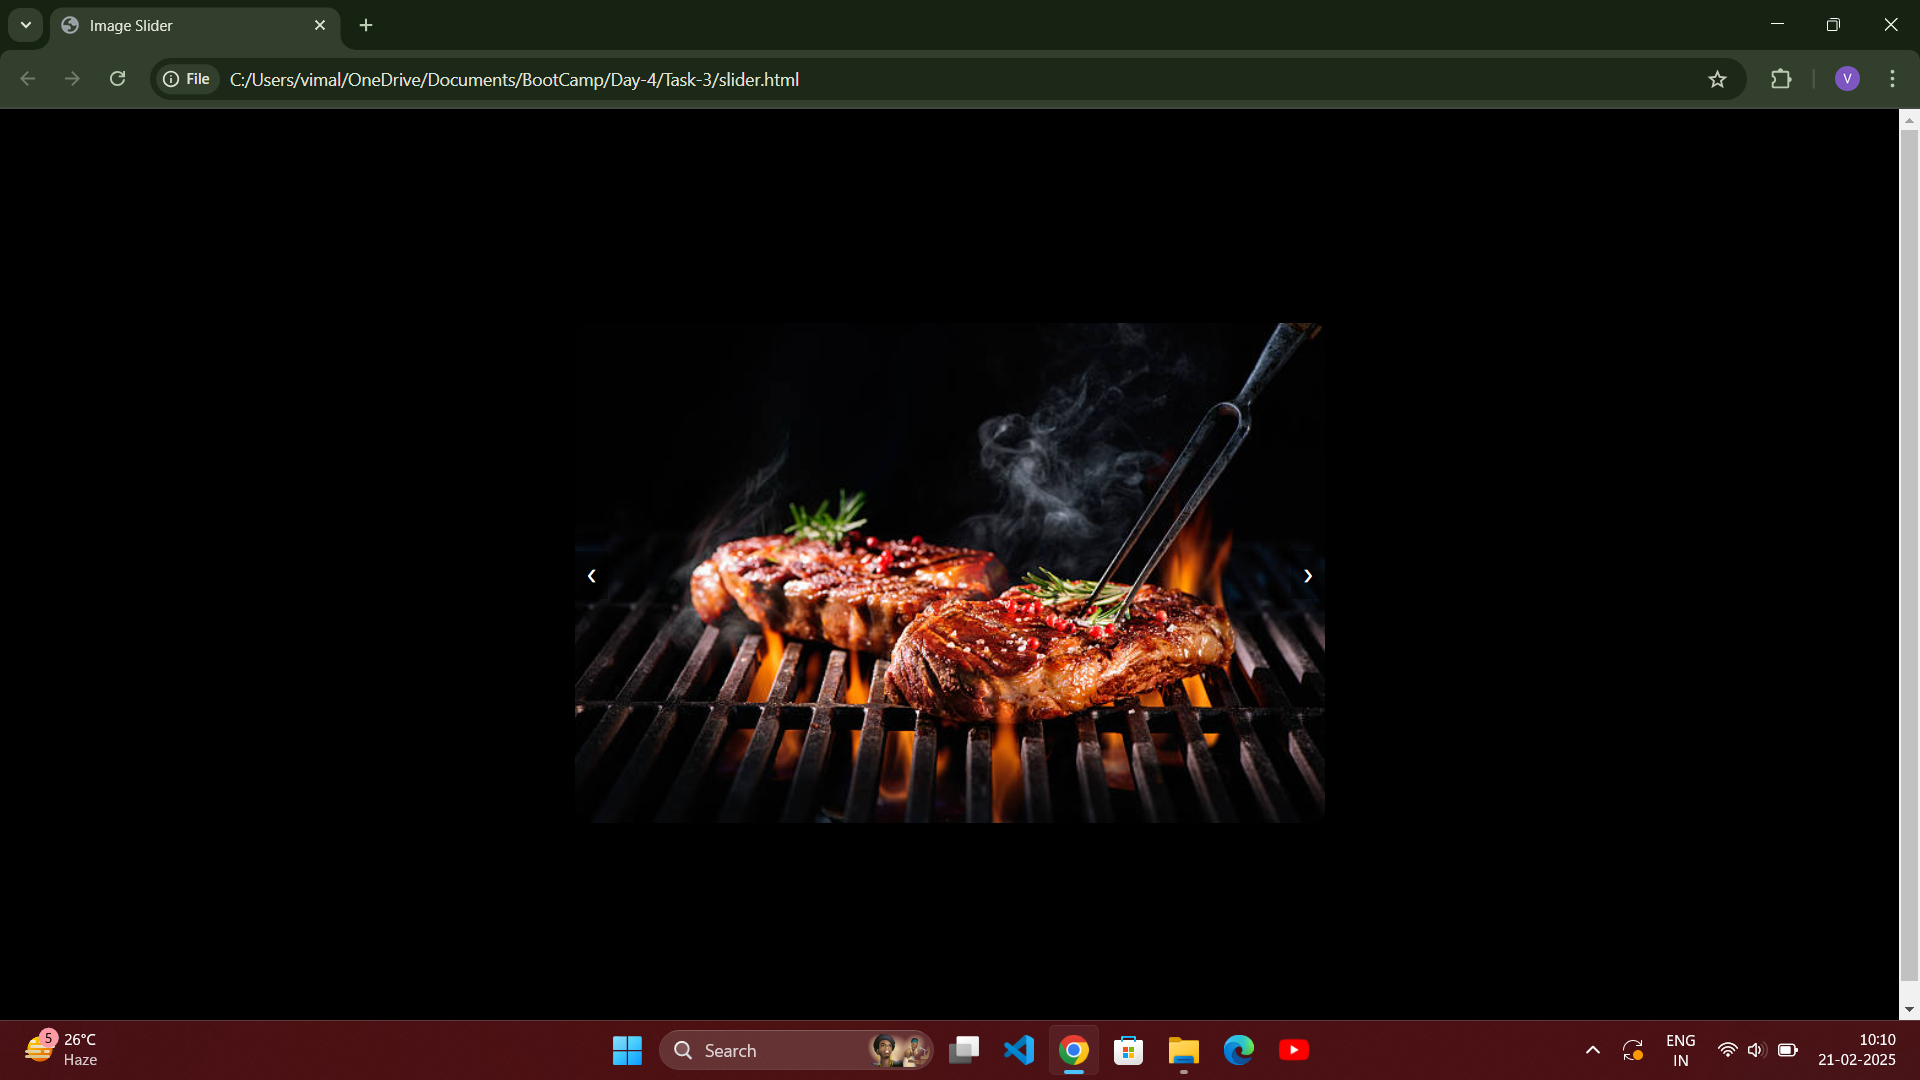 Image Slider
File
C:/Users/vimal/OneDrive/Documents/BootCamp/Day-4/Task-3/slider.html
V
❮
❯
5
26°C
Haze
Search
ENG
IN
10:10
21-02-2025